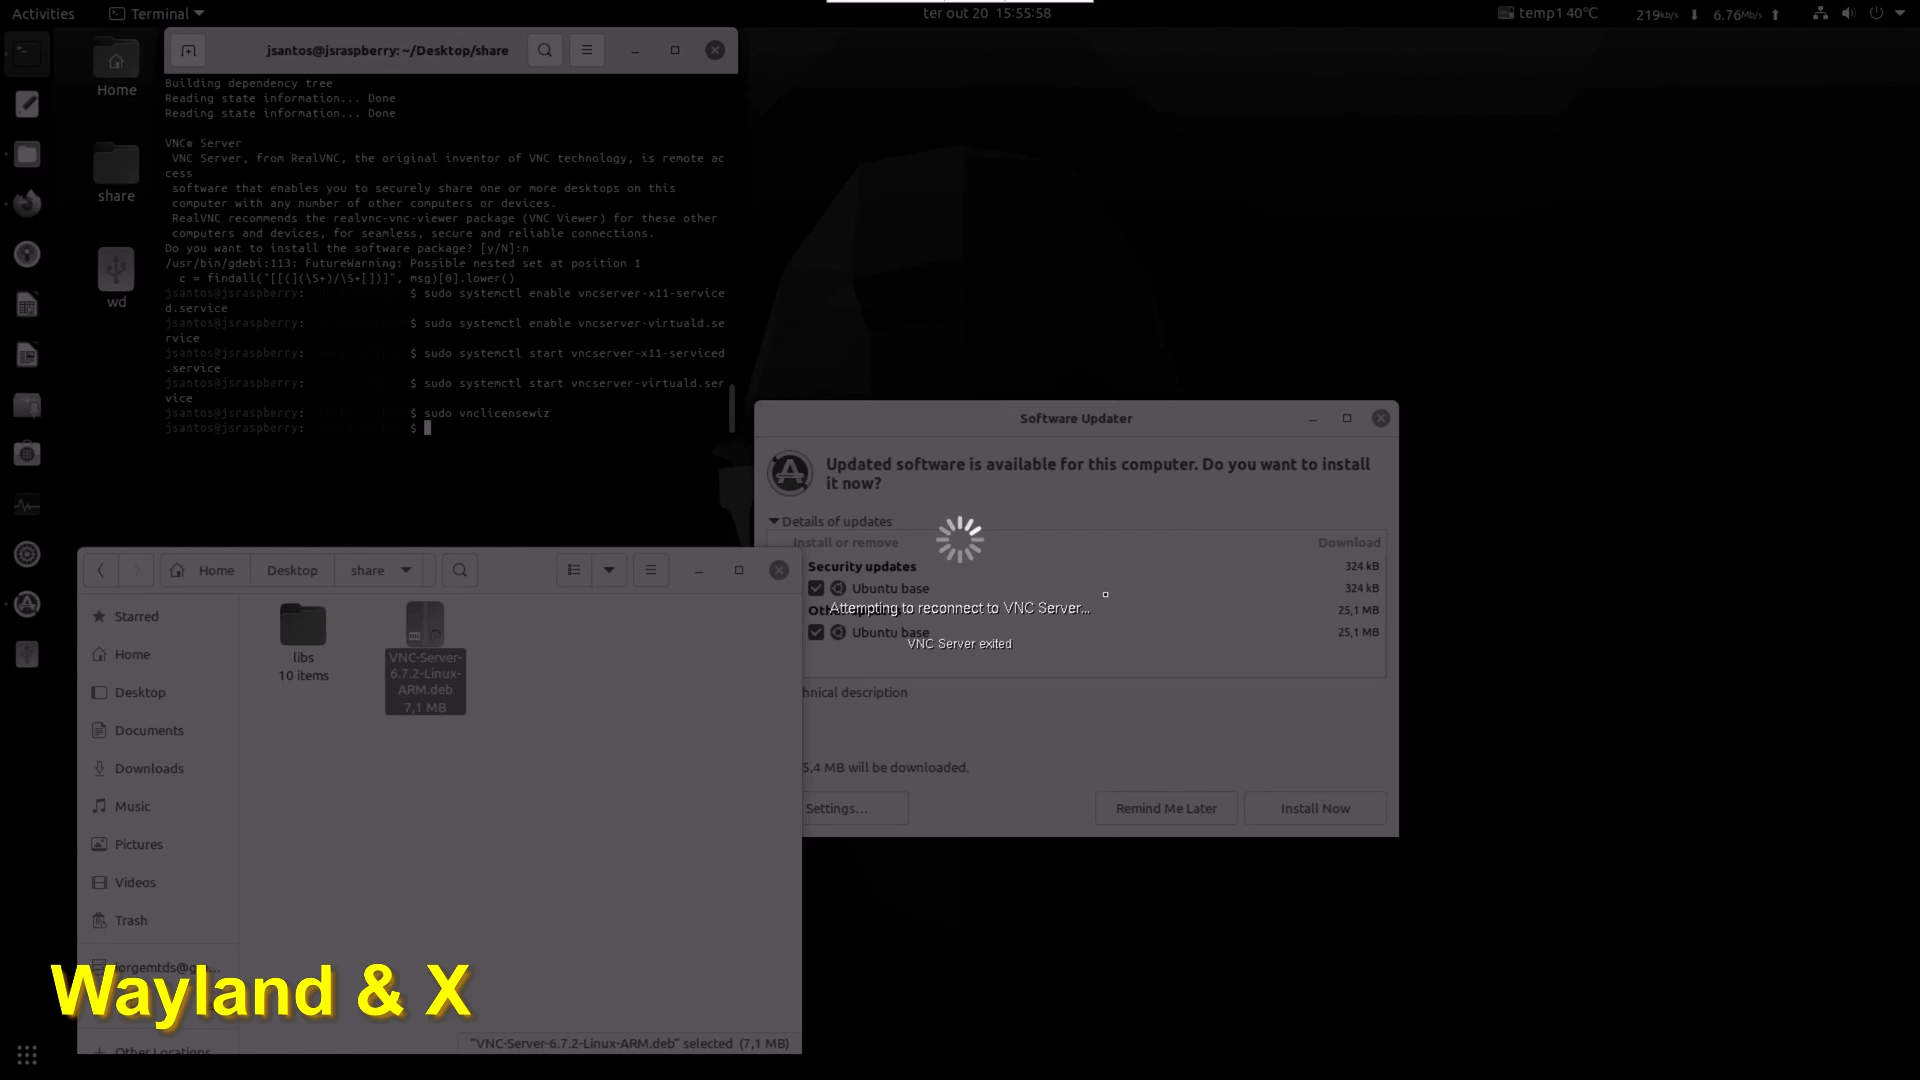 Activities
Terminal
ter out 20  15:55:58
temp1 40°C
219kb/s
6.76Mb/s
Home
share
wd
jsantos@jsraspberry: ~/Desktop/share
Building dependency tree
Reading state information... Done
Reading state information... Done
VNC® Server
VNC Server, from RealVNC, the original inventor of VNC technology, is remote ac
cess
software that enables you to securely share one or more desktops on this
computer with any number of other computers or devices.
RealVNC recommends the realvnc-vnc-viewer package (VNC Viewer) for these other
computers and devices, for seamless, secure and reliable connections.
Do you want to install the software package? [y/N]:n
/usr/bin/gdebi:113: FutureWarning: Possible nested set at position 1
c = findall("[[(](\S+)/\S+[])]", msg)[0].lower()
jsantos@jsraspberry: $ sudo systemctl enable vncserver-x11-service
d.service
jsantos@jsraspberry: $ sudo systemctl enable vncserver-virtuald.se
rvice
jsantos@jsraspberry: $ sudo systemctl start vncserver-x11-serviced
.service
jsantos@jsraspberry: $ sudo systemctl start vncserver-virtuald.ser
vice
jsantos@jsraspberry: $ sudo vnclicensewiz
jsantos@jsraspberry: $
Software Updater
Updated software is available for this computer. Do you want to install
it now?
Details of updates
Install or remove
Download
Security updates
324 kB
Ubuntu base
324 kB
25,1 MB
Ubuntu base
25,1 MB
Attempting to reconnect to VNC Server...
VNC Server exited
hnical description
5,4 MB will be downloaded.
Settings...
Remind Me Later
Install Now
Home
Desktop
share
Starred
Home
Desktop
Documents
Downloads
Music
Pictures
Videos
Trash
jorgemtds@g...
Other Locations
libs
10 items
VNC-Server-
6.7.2-Linux-
ARM.deb
7,1 MB
"VNC-Server-6.7.2-Linux-ARM.deb" selected (7,1 MB)
Wayland & X